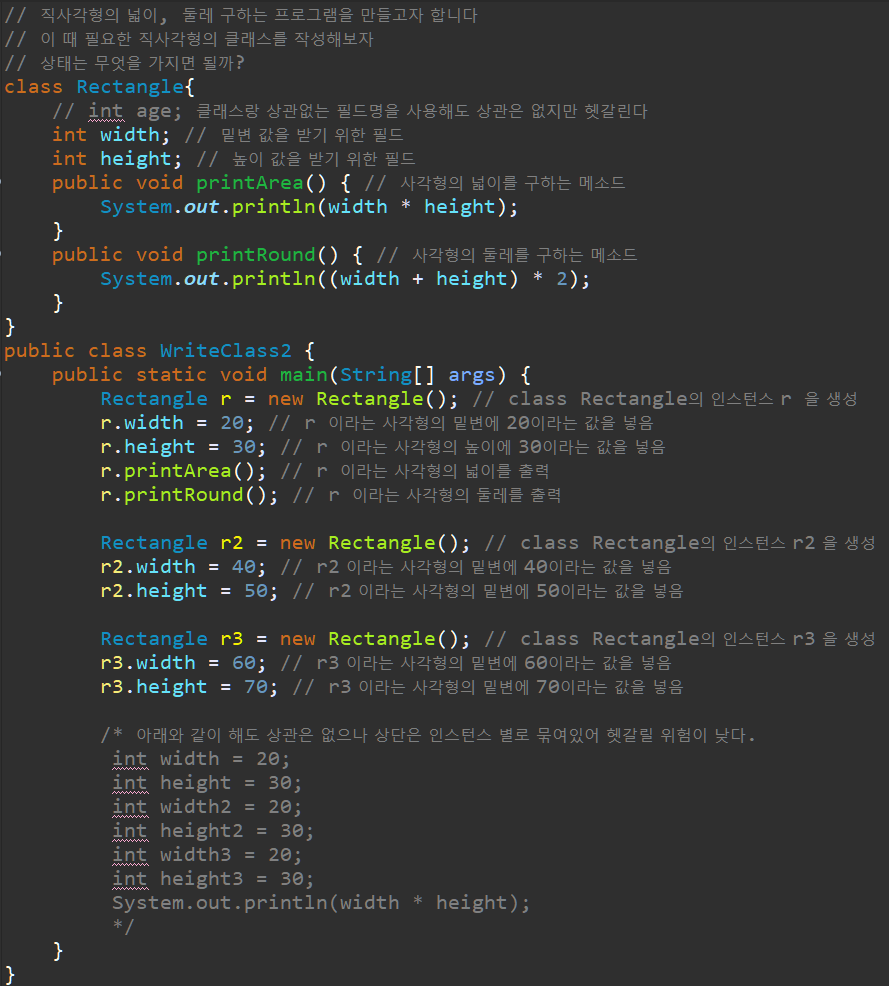 // 직사각형의 넓이, 둘레 구하는 프로그램을 만들고자 합니다
// 이 때 필요한 직사각형의 클래스를 작성해보자
// 상태는 무엇을 가지면 될까?
class Rectangle{
    // int age; 클래스랑 상관없는 필드명을 사용해도 상관은 없지만 헷갈린다
    int width; // 밑변 값을 받기 위한 필드
    int height; // 높이 값을 받기 위한 필드
    public void printArea() { // 사각형의 넓이를 구하는 메소드
        System.out.println(width * height);
    }
    public void printRound() { // 사각형의 둘레를 구하는 메소드
        System.out.println((width + height) * 2);
    }
}
public class WriteClass2 {
    public static void main(String[] args) {
        Rectangle r = new Rectangle(); // class Rectangle의 인스턴스 r 을 생성
        r.width = 20; // r 이라는 사각형의 밑변에 20이라는 값을 넣음
        r.height = 30; // r 이라는 사각형의 높이에 30이라는 값을 넣음
        r.printArea(); // r 이라는 사각형의 넓이를 출력
        r.printRound(); // r 이라는 사각형의 둘레를 출력

        Rectangle r2 = new Rectangle(); // class Rectangle의 인스턴스 r2 을 생성
        r2.width = 40; // r2 이라는 사각형의 밑변에 40이라는 값을 넣음
        r2.height = 50; // r2 이라는 사각형의 밑변에 50이라는 값을 넣음

        Rectangle r3 = new Rectangle(); // class Rectangle의 인스턴스 r3 을 생성
        r3.width = 60; // r3 이라는 사각형의 밑변에 60이라는 값을 넣음
        r3.height = 70; // r3 이라는 사각형의 밑변에 70이라는 값을 넣음

        /* 아래와 같이 해도 상관은 없으나 상단은 인스턴스 별로 묶여있어 헷갈릴 위험이 낮다.
         int width = 20;
         int height = 30;
         int width2 = 20;
         int height2 = 30;
         int width3 = 20;
         int height3 = 30;
         System.out.println(width * height);
         */
    }
}